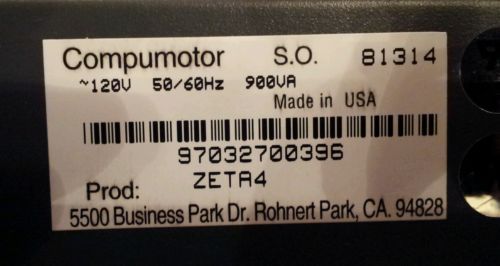 Compumotor S.O. 81314
~120V 50/60Hz 900VA
Made in USA
97032700396
Prod: ZETA4
5500 Business Park Dr. Rohnert Park, CA. 94828